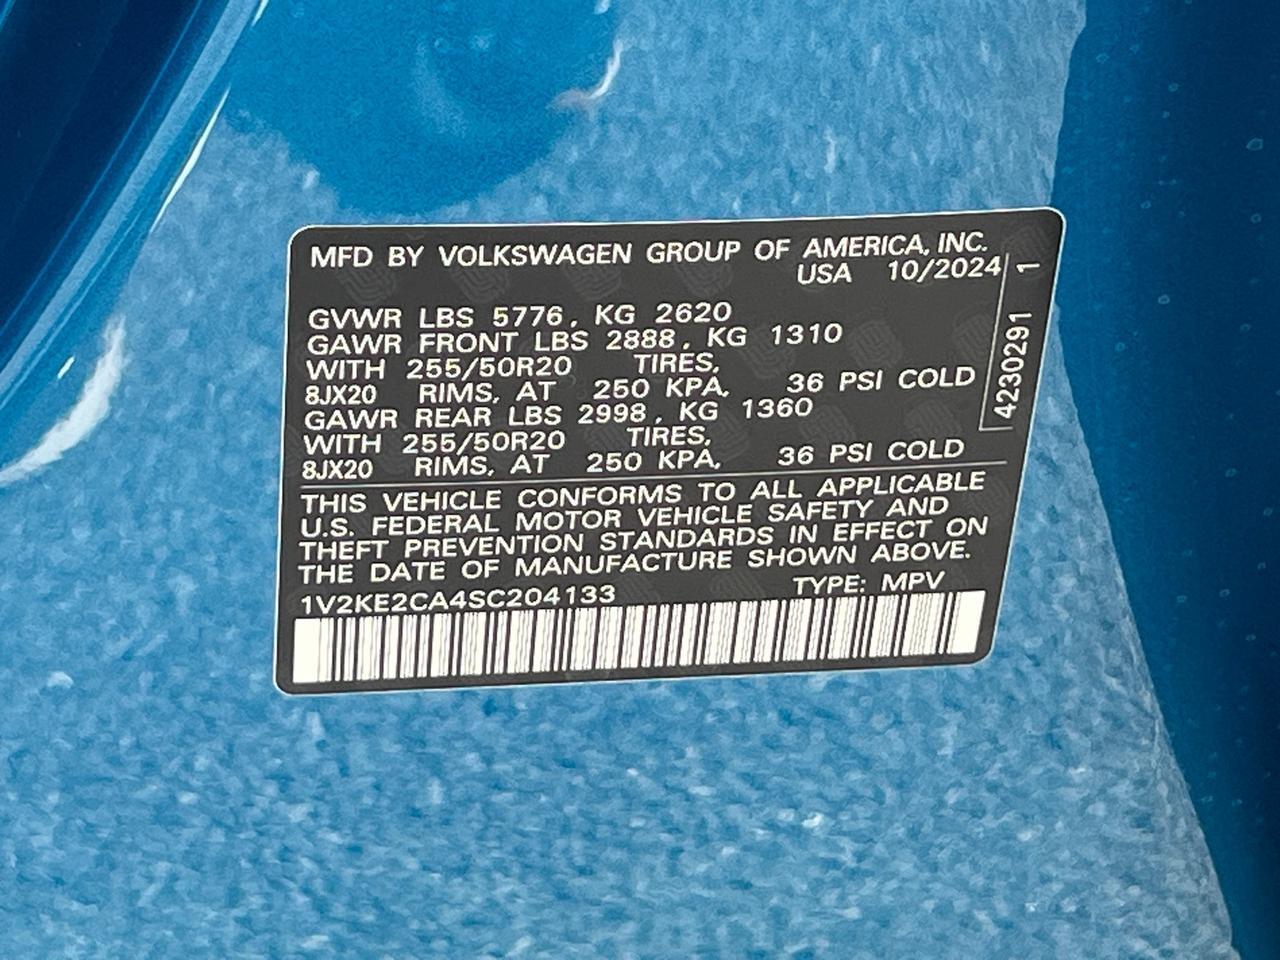 MFD BY VOLKSWAGEN GROUP OF AMERICA, INC.
USA 10/2024
GVWR LBS 5776, KG 2620
GAWR FRONT LBS 2888, KG 1310
WITH 255/50R20 TIRES,
8JX20 RIMS, AT 250 KPA, 36 PSI COLD
GAWR REAR LBS 2998, KG 1360
WITH 255/50R20 TIRES,
8JX20 RIMS, AT 250 KPA, 36 PSI COLD
THIS VEHICLE CONFORMS TO ALL APPLICABLE
U.S. FEDERAL MOTOR VEHICLE SAFETY AND
THEFT PREVENTION STANDARDS IN EFFECT ON
THE DATE OF MANUFACTURE SHOWN ABOVE.
1V2KE2CA4SC204133 TYPE: MPV
4230291 1